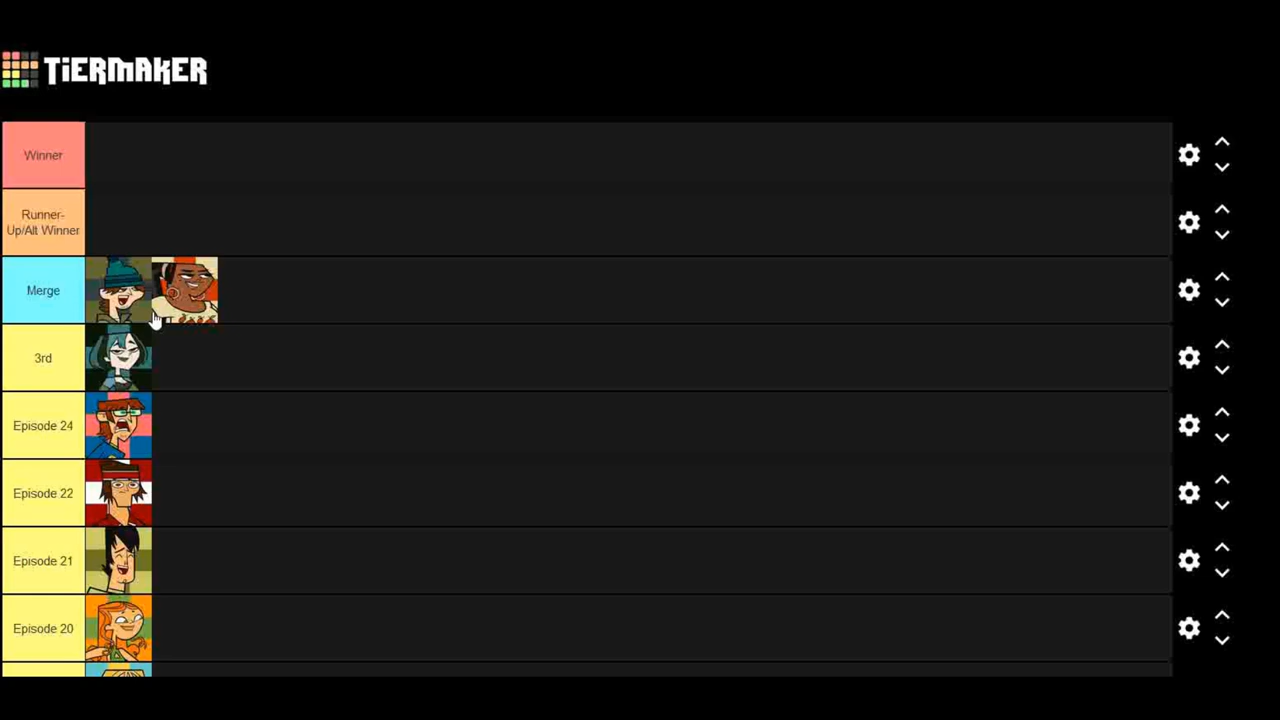 TiERMAKER
Winner
Runner-
Up/Alt Winner
Merge
3rd
Episode 24
Episode 22
Episode 21
Episode 20